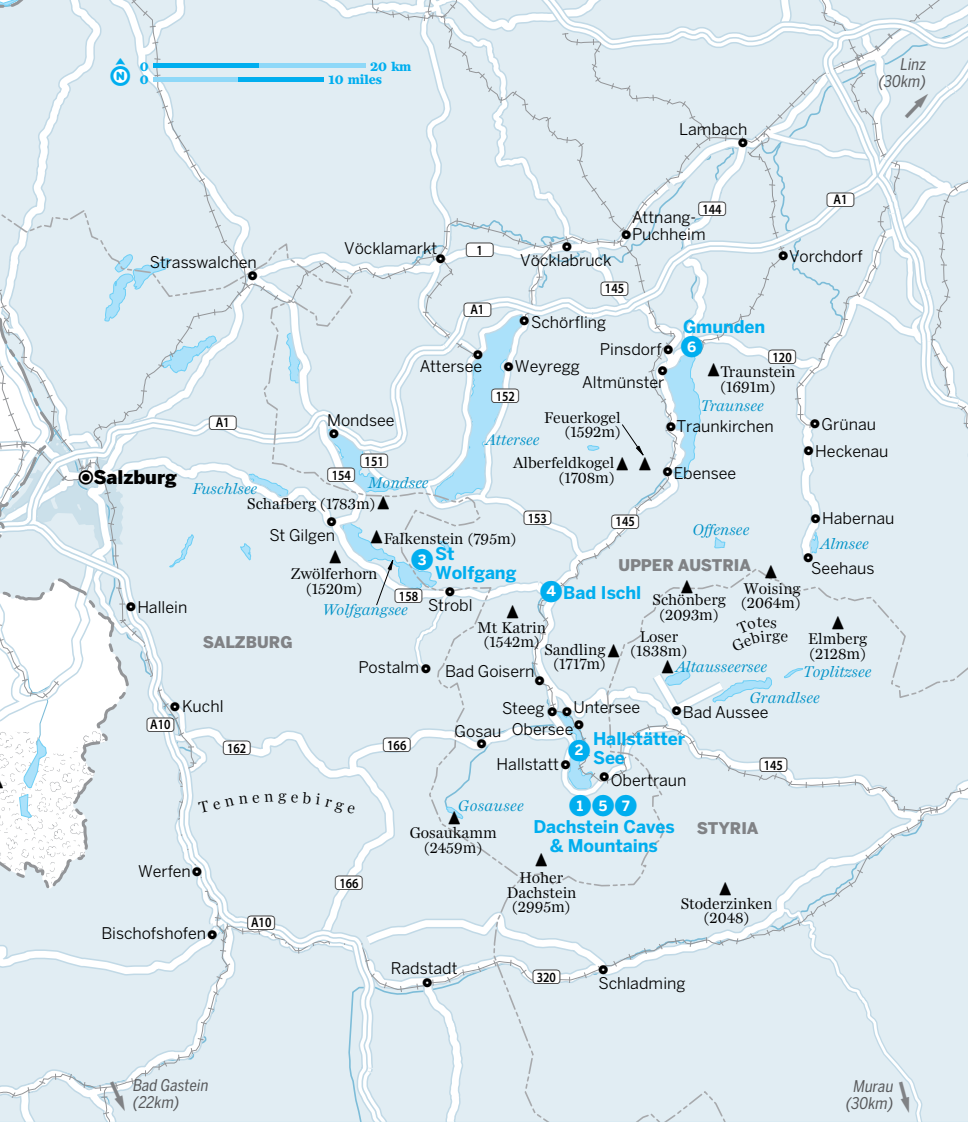 Linz
(30km)
N
0
20 km
0
10 miles
Lambach
A1
144
Attnang-
Puchheim
Vöcklamarkt
1
Vöcklabruck
Vorchdorf
Strasswalchen
145
A1
Schörfling
Gmunden
6
Pinsdorf
120
Attersee
Weyregg
Altmünster
Traunstein
(1691m)
152
Traunsee
Feuerkogel
(1592m)
Mondsee
A1
Traunkirchen
Grünau
Attersee
Heckenau
151
Alberfeldkogel
(1708m)
154
Mondsee
Ebensee
Salzburg
Fuschlsee
Schafberg (1783m)
153
145
Habernau
St Gilgen
Offensee
Falkenstein (795m)
Almsee
3
St
Wolfgang
Seehaus
UPPER AUSTRIA
Zwölferhorn
(1520m)
158
Wolfgangsee
Strobl
4
Bad Ischl
Schönberg
(2093m)
Woising
(2064m)
Hallein
Totes
Gebirge
Mt Katrin
(1542m)
Loser
(1838m)
Elmberg
(2128m)
SALZBURG
Sandling
(1717m)
Postalm
Bad Goisern
Altausseersee
Toplitzsee
Grandlsee
Kuchl
Steeg
Untersee
Bad Aussee
A10
Obersee
Gosau
162
166
Hallstätter
See
2
Hallstatt
145
Obertraun
Tennengebirge
Gosausee
1
5
7
Dachstein Caves
& Mountains
STYRIA
Gosaukamm
(2459m)
Werfen
166
Hoher
Dachstein
(2995m)
Stoderzinken
(2048)
A10
Bischofshofen
Radstadt
320
Schladming
Bad Gastein
(22km)
Murau
(30km)